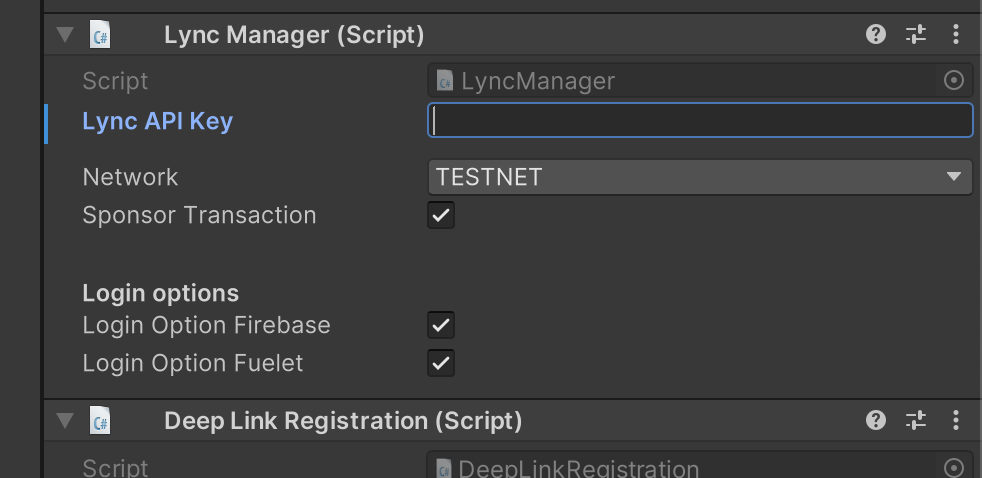 Lync Manager (Script)
Script LyncManager
Lync API Key
Network TESTNET
Sponsor Transaction
Login options
Login Option Firebase
Login Option Fuelet
Deep Link Registration (Script)
Script DeepLinkRegistration